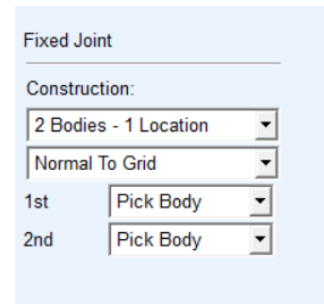 Fixed Joint
Construction:
2 Bodies - 1 Location
Normal To Grid
1st Pick Body
2nd Pick Body